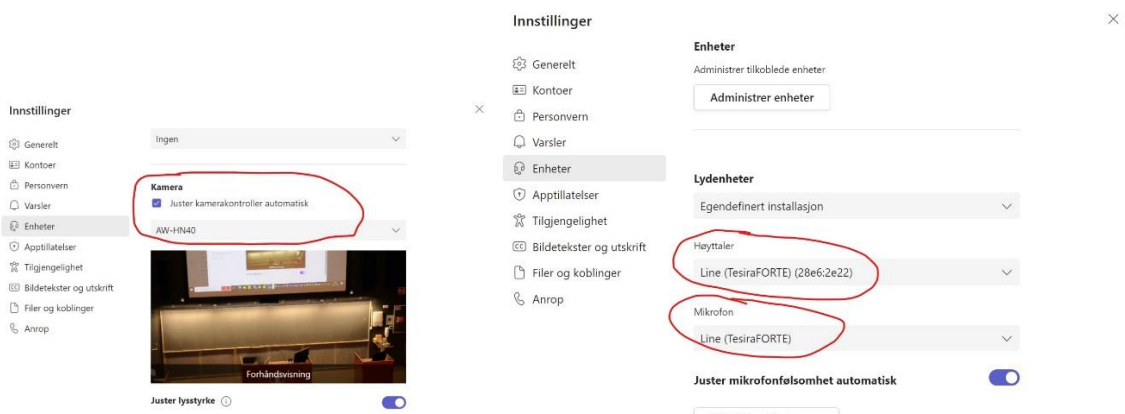 Innstillinger
Generelt
Kontoer
Personvern
Varsler
Enheter
Apptillatelser
Tilgjengelighet
Bildetekster og utskrift
Filer og koblinger
Anrop
Ingen
Kamera
Juster kamerakontroller automatisk
AW-HN40
Forhåndsvisning
Juster lysstyrke
Innstillinger
Generelt
Kontoer
Personvern
Varsler
Enheter
Apptillatelser
Tilgjengelighet
Bildetekster og utskrift
Filer og koblinger
Anrop
Enheter
Administrer tilkoblede enheter
Administrer enheter
Lydenheter
Egendefinert installasjon
Høyttaler
Line (TesiraFORTE) (28e6:2e22)
Mikrofon
Line (TesiraFORTE)
Juster mikrofonfølsomhet automatisk